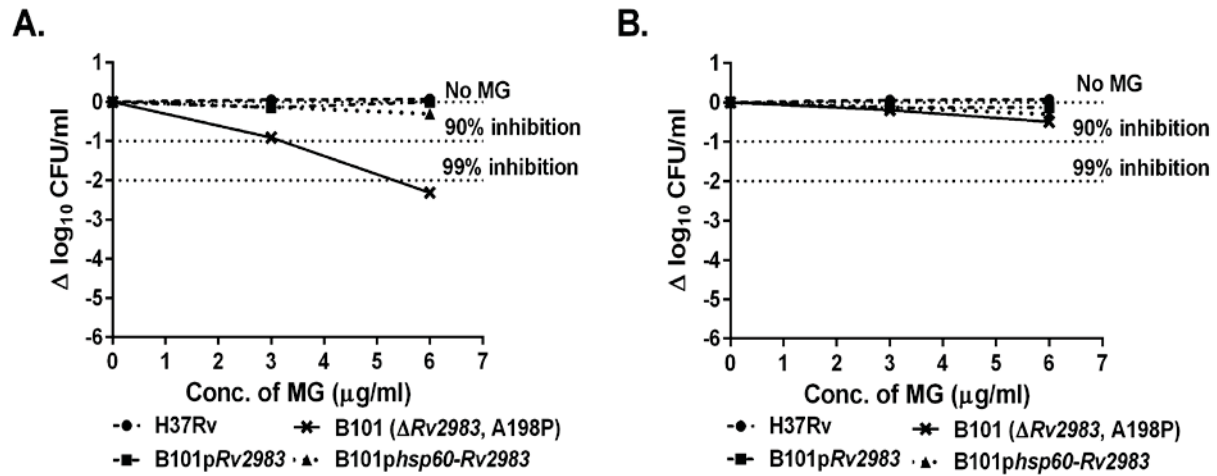 A.
1
0
-1
-2
-3
-4
-5
-6
Δ log10 CFU/ml
No MG
90% inhibition
99% inhibition
0 1 2 3 4 5 6 7
Conc. of MG (μg/ml)
H37Rv
B101 (ΔRv2983, A198P)
B101pRv2983
B101phsp60-Rv2983
B.
1
0
-1
-2
-3
-4
-5
-6
Δ log10 CFU/ml
No MG
90% inhibition
99% inhibition
0 1 2 3 4 5 6 7
Conc. of MG (μg/ml)
H37Rv
B101 (ΔRv2983, A198P)
B101pRv2983
B101phsp60-Rv2983